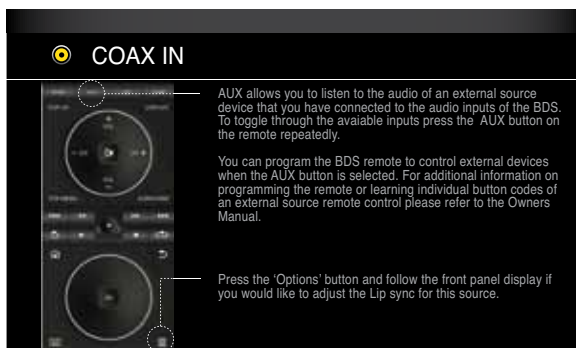 COAX IN
AUX allows you to listen to the audio of an external source
device that you have connected to the audio inputs of the BDS.
To toggle through the avaiable inputs press the AUX button on
the remote repeatedly.
You can program the BDS remote to control external devices
when the AUX button is selected. For additional information on
programming the remote or learning individual button codes of
an external source remote control please refer to the Owners
Manual.
Press the ‘Options’ button and follow the front panel display if
you would like to adjust the Lip sync for this source.